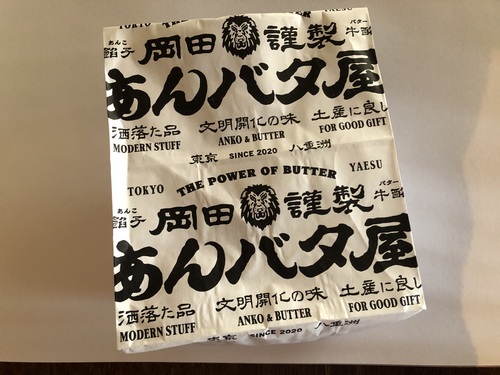 TOKYO THE POWER OF BUTTER YAESU
あんこ バター
餡子 岡田 謹製 牛酪
あんバタ屋
洒落た品 文明開化の味 土産に良し
MODERN STUFF ANKO & BUTTER FOR GOOD GIFT
東京 SINCE 2020 八重洲
TOKYO THE POWER OF BUTTER YAESU
あんこ バター
餡子 岡田 謹製 牛酪
あんバタ屋
洒落た品 文明開化の味 土産に良し
MODERN STUFF ANKO & BUTTER FOR GOOD GIFT
東京 SINCE 2020 八重洲